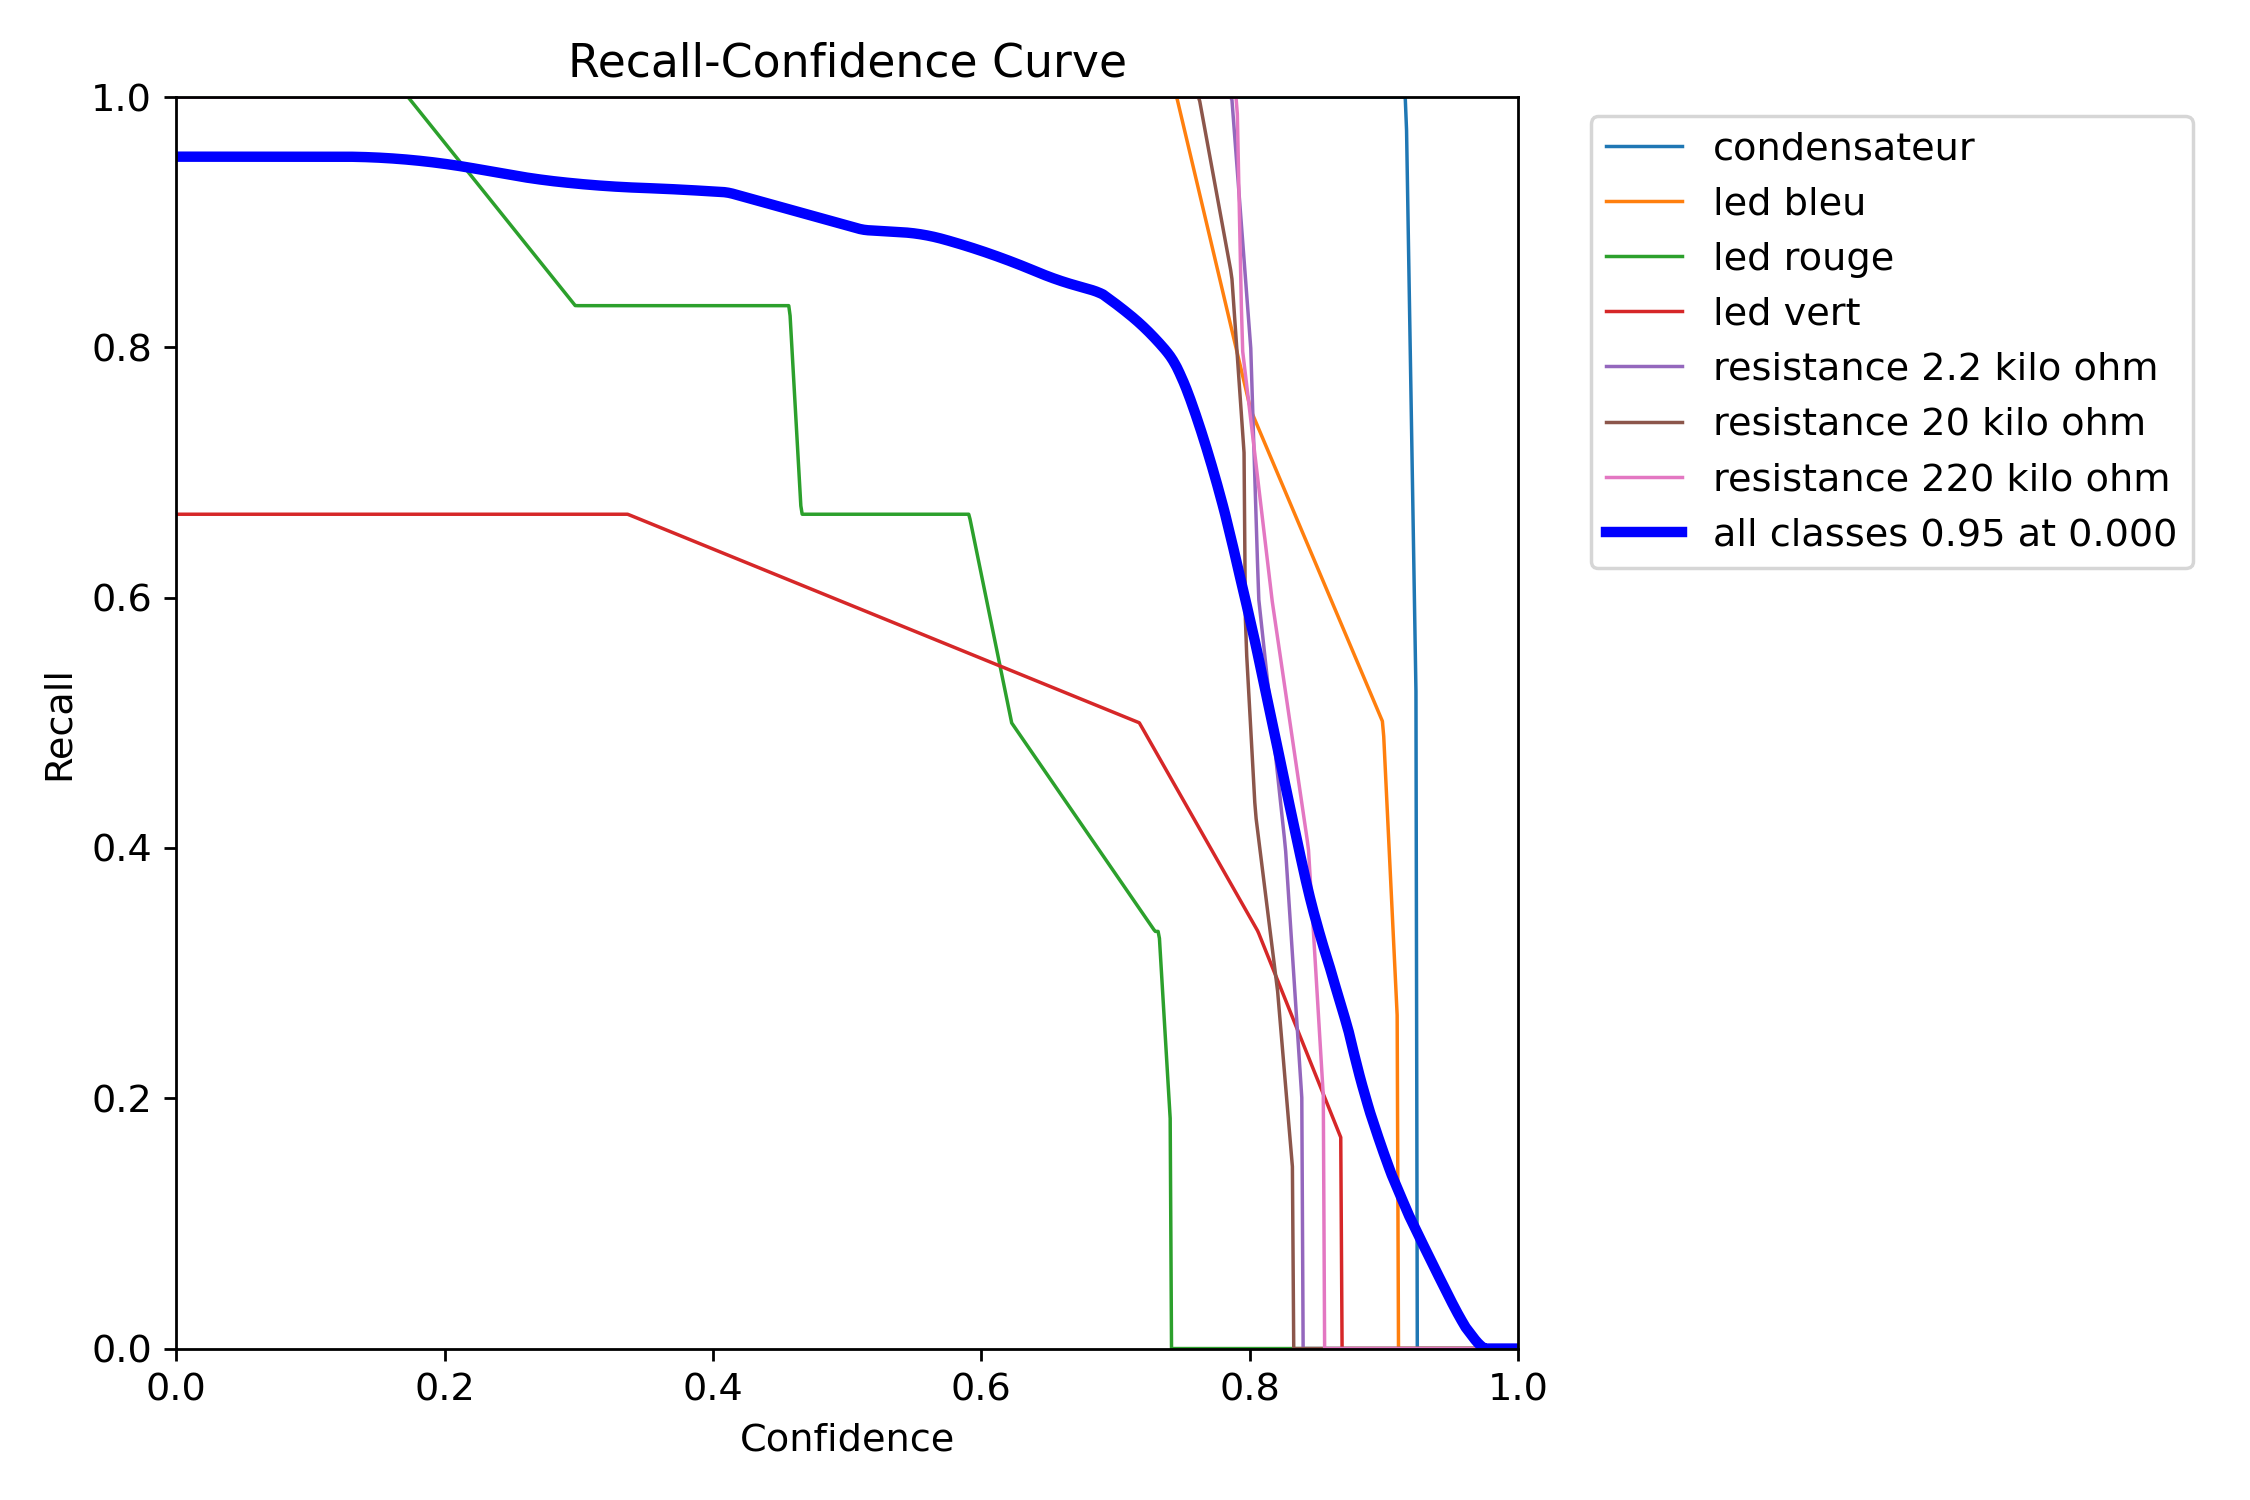 Recall-Confidence Curve
1.0
0.8
0.6
0.4
0.2
0.0
Recall
0.0 0.2 0.4 0.6 0.8 1.0
Confidence
condensateur
led bleu
led rouge
led vert
resistance 2.2 kilo ohm
resistance 20 kilo ohm
resistance 220 kilo ohm
all classes 0.95 at 0.000